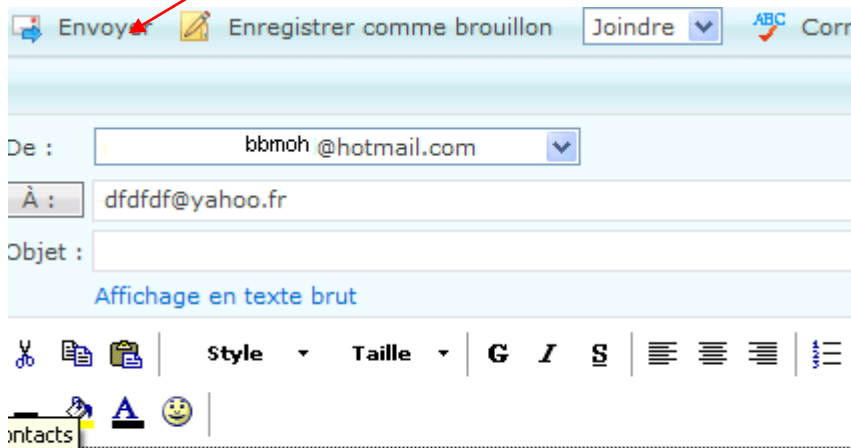 Envoyer Enregistrer comme brouillon Joindre ABC Corr
De : bbmoh @hotmail.com
À : dfdfdf@yahoo.fr
Objet :
Affichage en texte brut
Style Taille G I S
A
ontacts